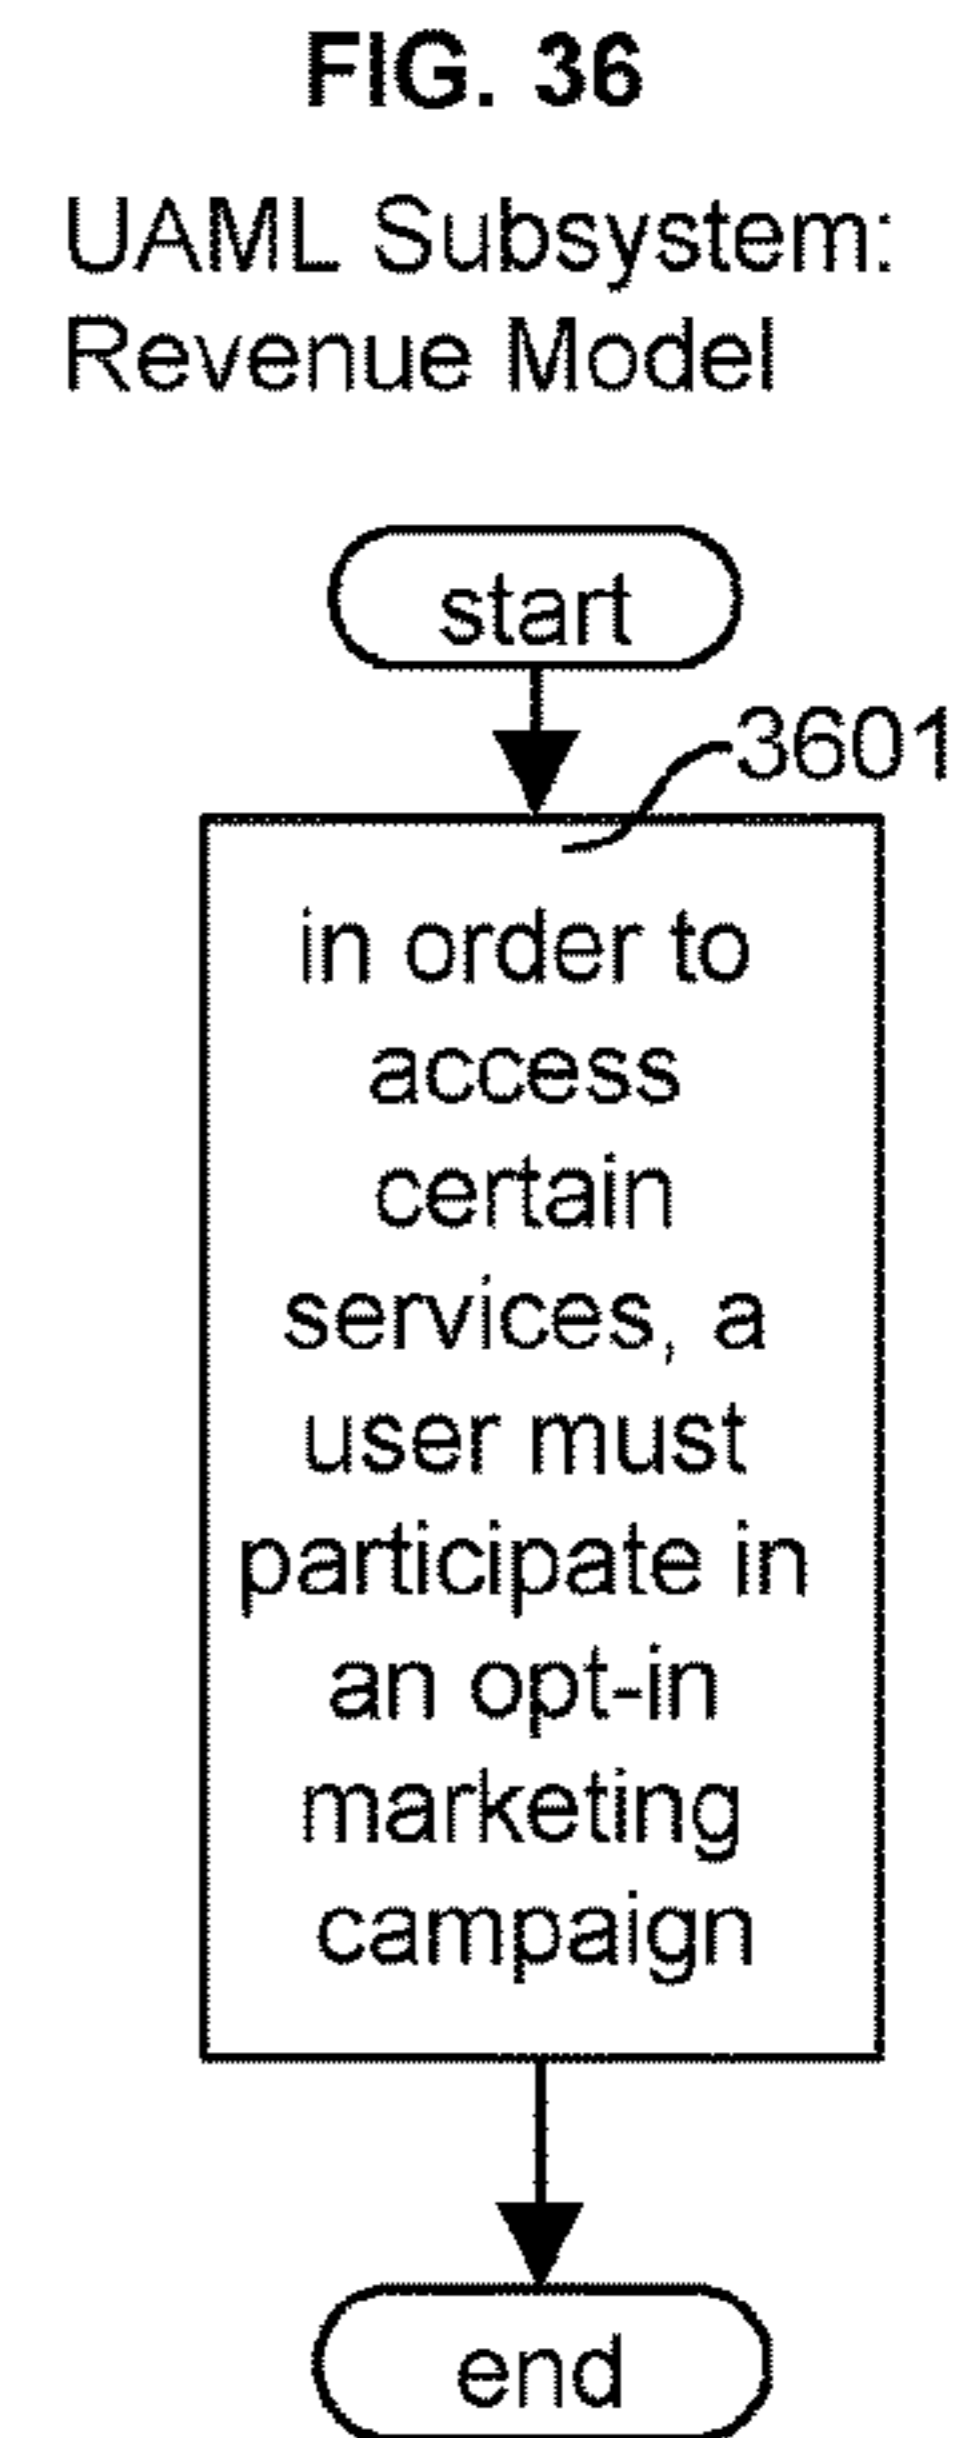 FIG. 36
UAML Subsystem:
Revenue Model
start
3601
in order to
access
certain
services, a
user must
participate in
an opt-in
marketing
campaign
end